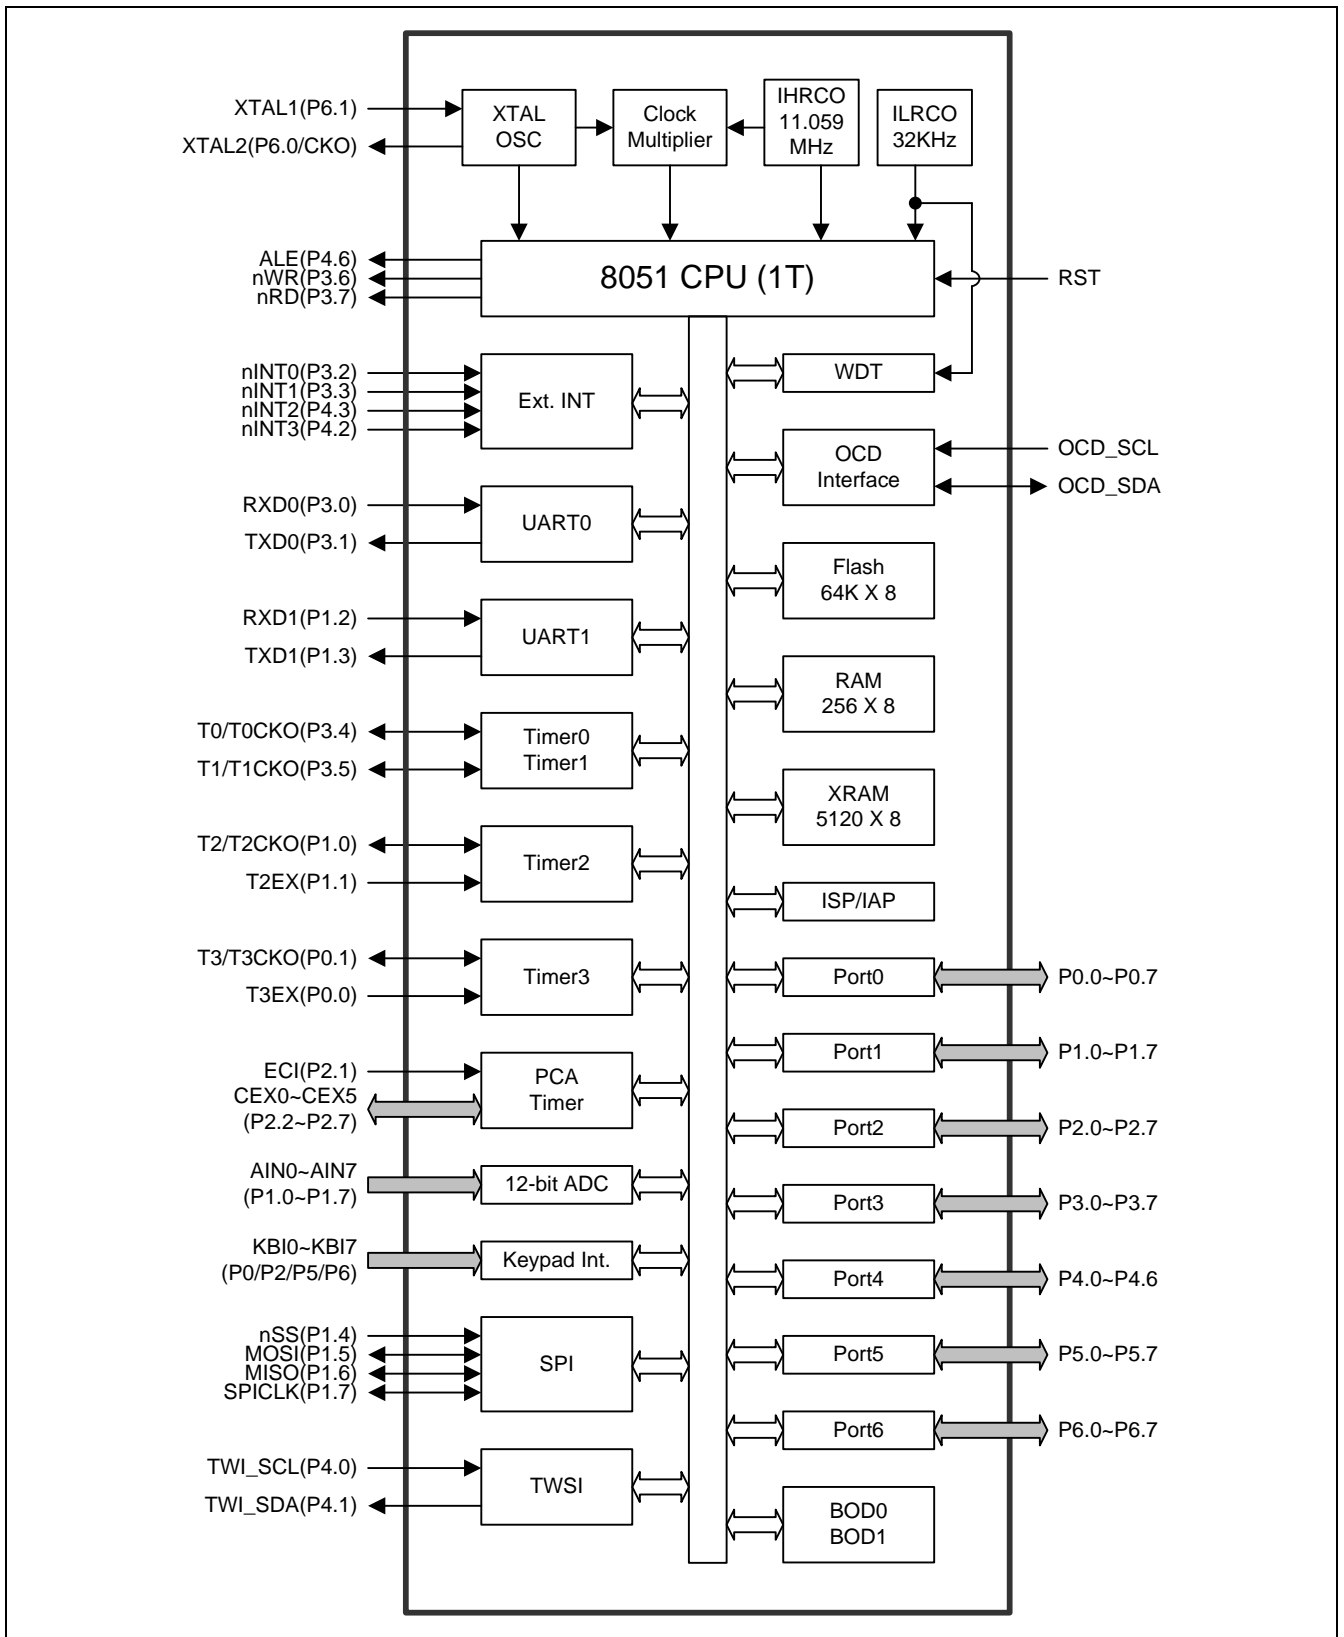 XTAL1(P6.1)
XTAL2(P6.0/CKO)
XTAL
OSC
Clock
Multiplier
IHRCO
11.059
MHz
ILRCO
32KHz
ALE(P4.6)
nWR(P3.6)
nRD(P3.7)
8051 CPU (1T)
RST
nINT0(P3.2)
nINT1(P3.3)
nINT2(P4.3)
nINT3(P4.2)
Ext. INT
WDT
OCD
Interface
OCD_SCL
OCD_SDA
RXD0(P3.0)
TXD0(P3.1)
UART0
Flash
64K X 8
RXD1(P1.2)
TXD1(P1.3)
UART1
RAM
256 X 8
T0/T0CKO(P3.4)
T1/T1CKO(P3.5)
Timer0
Timer1
XRAM
5120 X 8
T2/T2CKO(P1.0)
T2EX(P1.1)
Timer2
ISP/IAP
T3/T3CKO(P0.1)
T3EX(P0.0)
Timer3
Port0
P0.0~P0.7
Port1
P1.0~P1.7
ECI(P2.1)
CEX0~CEX5
(P2.2~P2.7)
PCA
Timer
Port2
P2.0~P2.7
AIN0~AIN7
(P1.0~P1.7)
12-bit ADC
Port3
P3.0~P3.7
KBI0~KBI7
(P0/P2/P5/P6)
Keypad Int.
Port4
P4.0~P4.6
nSS(P1.4)
MOSI(P1.5)
MISO(P1.6)
SPICLK(P1.7)
SPI
Port5
P5.0~P5.7
Port6
P6.0~P6.7
TWI_SCL(P4.0)
TWI_SDA(P4.1)
TWSI
BOD0
BOD1